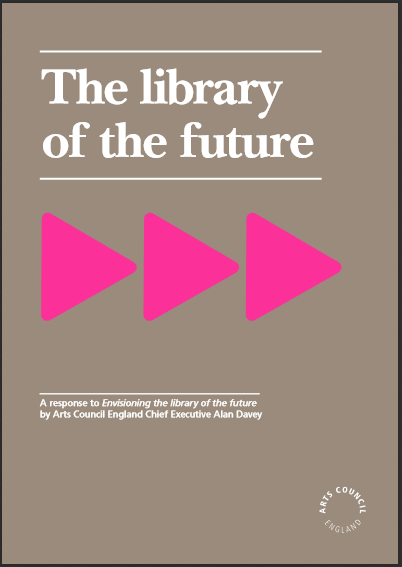 The library
of the future
A response to Envisioning the library of the future
by Arts Council England Chief Executive Alan Davey
ARTS COUNCIL
ENGLAND